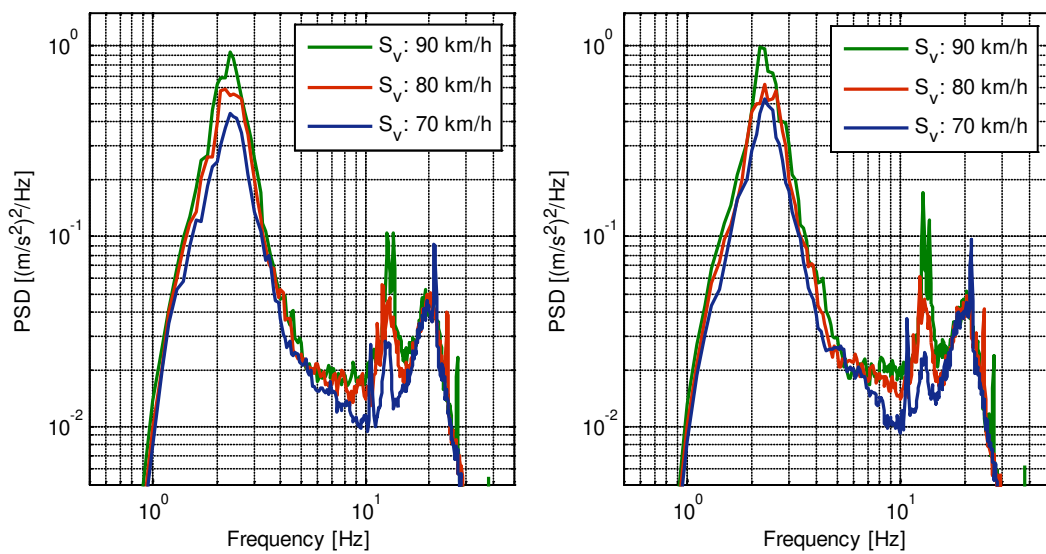 10^0
10^-1
10^-2
PSD [(m/s^2)^2/Hz]
S_v: 90 km/h
S_v: 80 km/h
S_v: 70 km/h
10^0
10^1
Frequency [Hz]
10^0
10^-1
10^-2
PSD [(m/s^2)^2/Hz]
S_v: 90 km/h
S_v: 80 km/h
S_v: 70 km/h
10^0
10^1
Frequency [Hz]